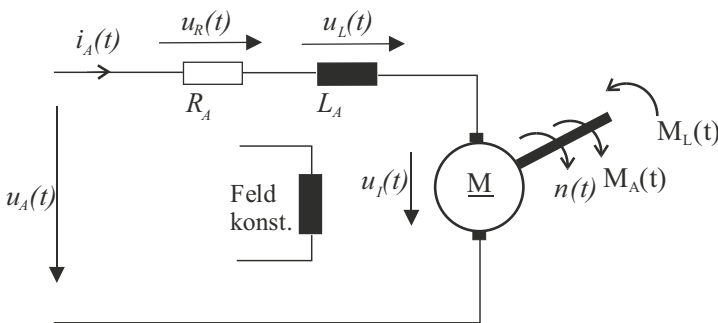 u_R(t)
u_L(t)
i_A(t)
R_A
L_A
M_L(t)
Feld
konst.
u_I(t)
M
n(t)
M_A(t)
u_A(t)